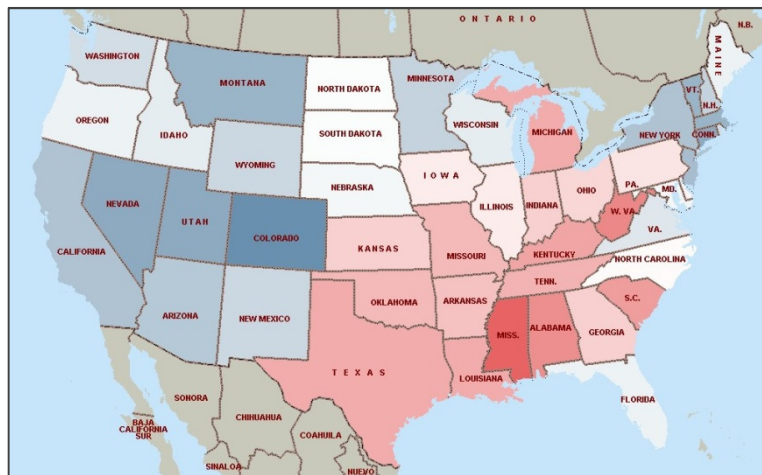 ONTARIO
N.B.
WASHINGTON
MONTANA
NORTH DAKOTA
MINNESOTA
MAINE
VT.
N.H.
OREGON
IDAHO
SOUTH DAKOTA
WISCONSIN
MICHIGAN
NEW YORK
CONN.
WYOMING
NEBRASKA
IOWA
ILLINOIS
INDIANA
OHIO
PA.
MD.
NEVADA
UTAH
COLORADO
KANSAS
MISSOURI
W. VA.
VA.
CALIFORNIA
KENTUCKY
NORTH CAROLINA
TENN.
ARIZONA
NEW MEXICO
OKLAHOMA
ARKANSAS
S.C.
MISS.
ALABAMA
GEORGIA
TEXAS
LOUISIANA
FLORIDA
SONORA
CHIHUAHUA
COAHUILA
BAJA
CALIFORNIA
SUR
SINALOA
NUEVO